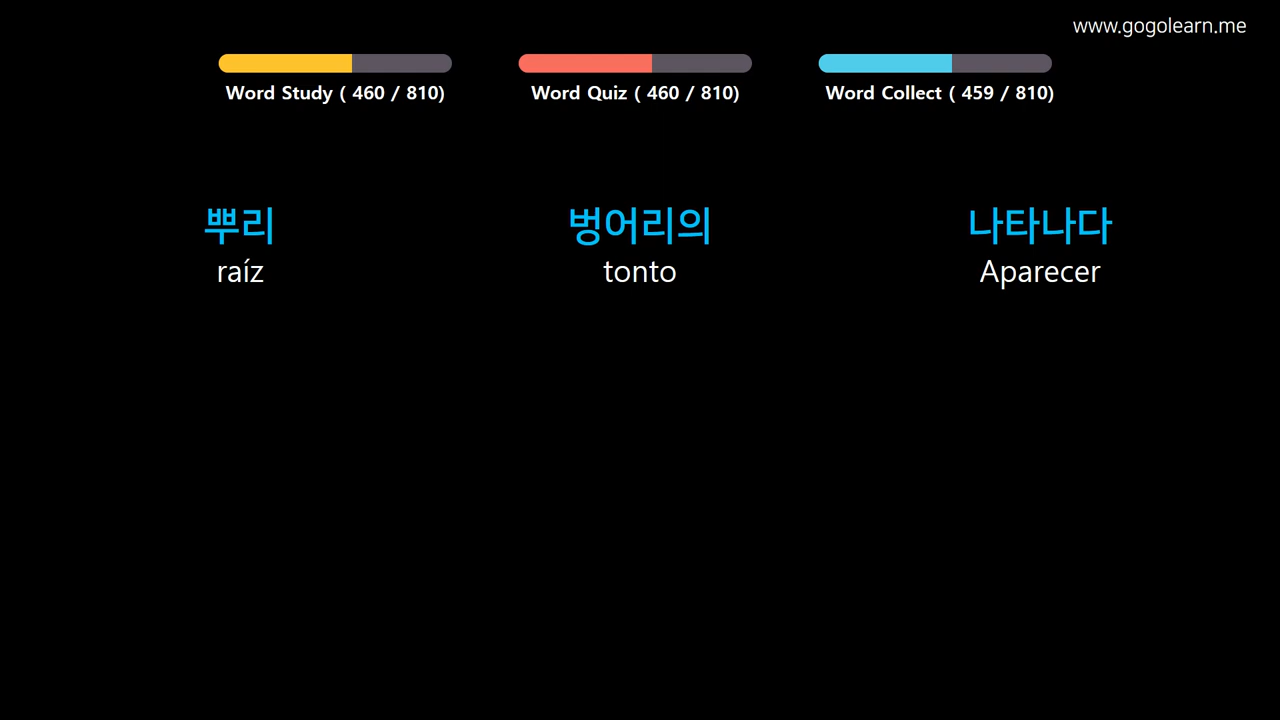 www.gogolearn.me
Word Study ( 460 / 810)
Word Quiz ( 460 / 810)
Word Collect ( 459 / 810)
뿌리
raíz
벙어리의
tonto
나타나다
Aparecer